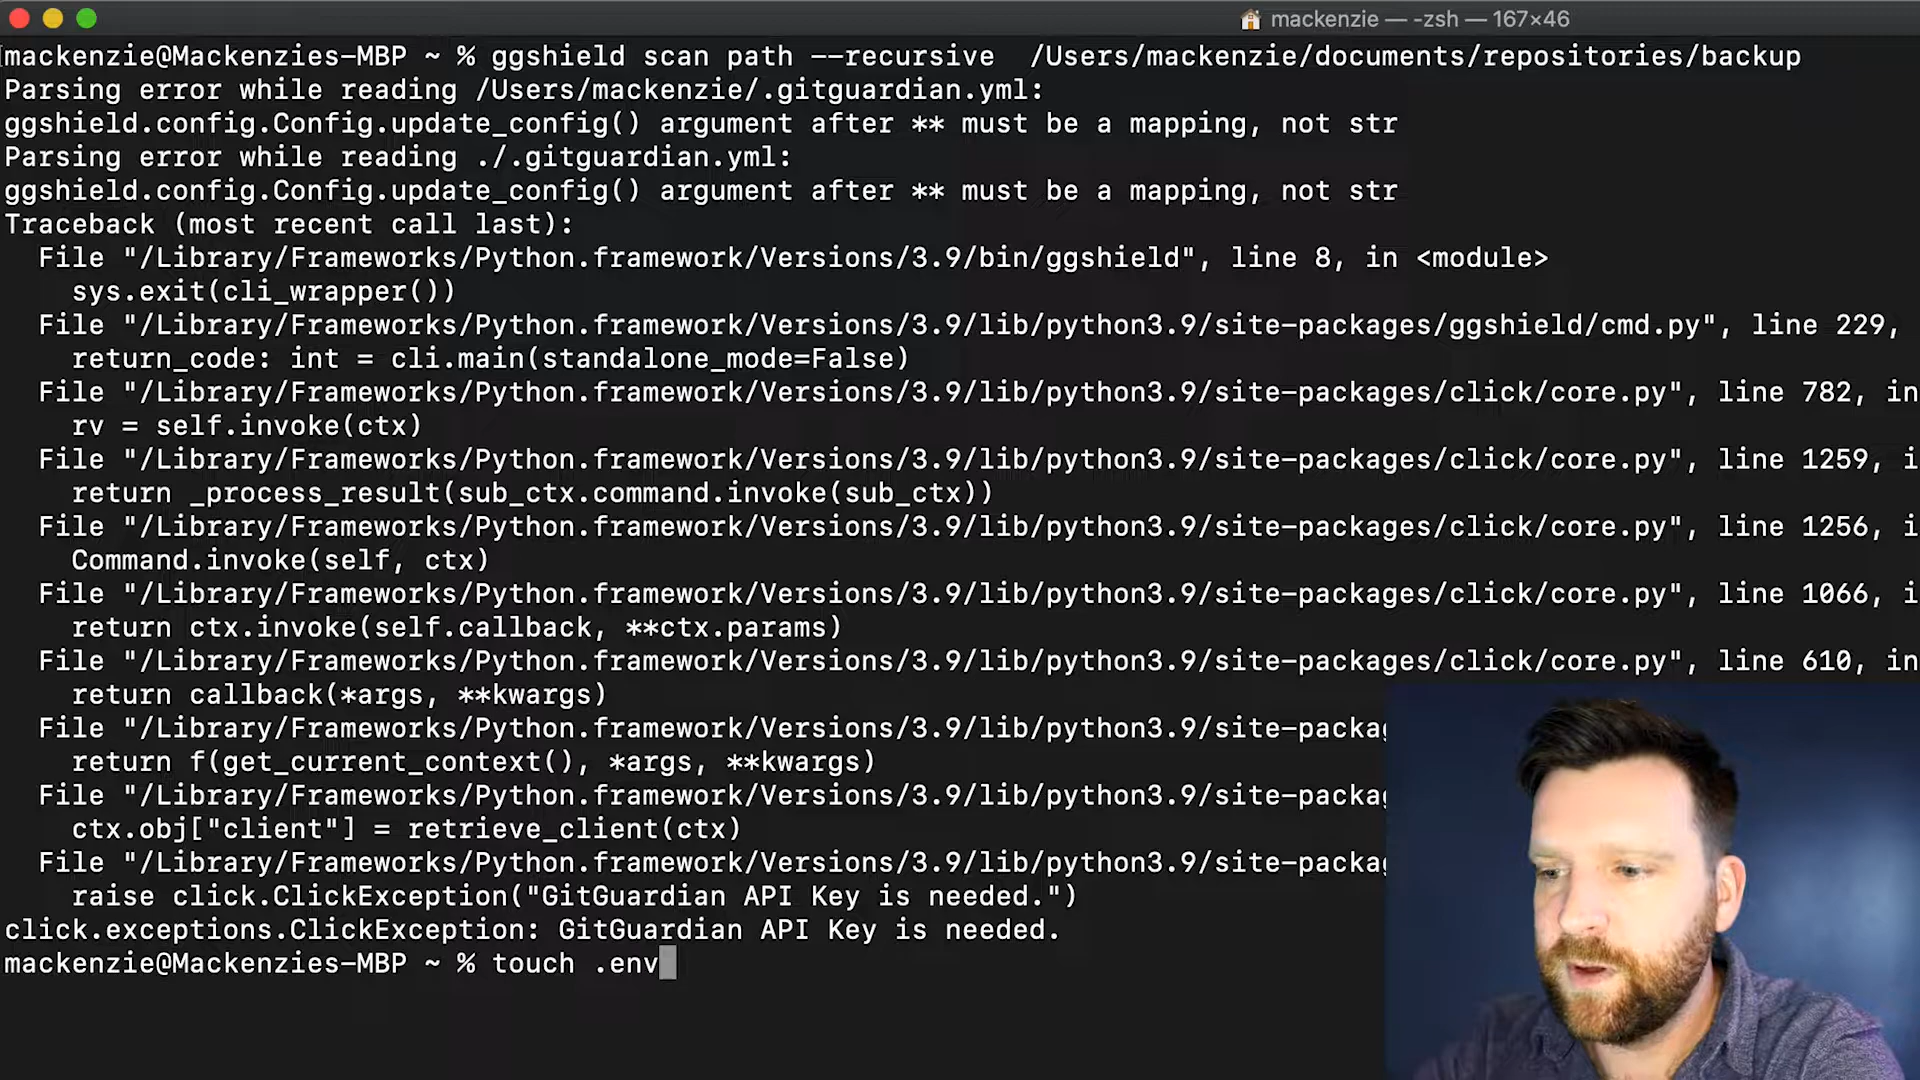 mackenzie — -zsh — 167×46
mackenzie@Mackenzies-MBP ~ % ggshield scan path --recursive  /Users/mackenzie/documents/repositories/backup
Parsing error while reading /Users/mackenzie/.gitguardian.yml:
ggshield.config.Config.update_config() argument after ** must be a mapping, not str
Parsing error while reading ./.gitguardian.yml:
ggshield.config.Config.update_config() argument after ** must be a mapping, not str
Traceback (most recent call last):
  File "/Library/Frameworks/Python.framework/Versions/3.9/bin/ggshield", line 8, in <module>
    sys.exit(cli_wrapper())
  File "/Library/Frameworks/Python.framework/Versions/3.9/lib/python3.9/site-packages/ggshield/cmd.py", line 229,
    return_code: int = cli.main(standalone_mode=False)
  File "/Library/Frameworks/Python.framework/Versions/3.9/lib/python3.9/site-packages/click/core.py", line 782, in
    rv = self.invoke(ctx)
  File "/Library/Frameworks/Python.framework/Versions/3.9/lib/python3.9/site-packages/click/core.py", line 1259, i
    return _process_result(sub_ctx.command.invoke(sub_ctx))
  File "/Library/Frameworks/Python.framework/Versions/3.9/lib/python3.9/site-packages/click/core.py", line 1256, i
    Command.invoke(self, ctx)
  File "/Library/Frameworks/Python.framework/Versions/3.9/lib/python3.9/site-packages/click/core.py", line 1066, i
    return ctx.invoke(self.callback, **ctx.params)
  File "/Library/Frameworks/Python.framework/Versions/3.9/lib/python3.9/site-packages/click/core.py", line 610, in
    return callback(*args, **kwargs)
  File "/Library/Frameworks/Python.framework/Versions/3.9/lib/python3.9/site-packag
    return f(get_current_context(), *args, **kwargs)
  File "/Library/Frameworks/Python.framework/Versions/3.9/lib/python3.9/site-packag
    ctx.obj["client"] = retrieve_client(ctx)
  File "/Library/Frameworks/Python.framework/Versions/3.9/lib/python3.9/site-packag
    raise click.ClickException("GitGuardian API Key is needed.")
click.exceptions.ClickException: GitGuardian API Key is needed.
mackenzie@Mackenzies-MBP ~ % touch .env